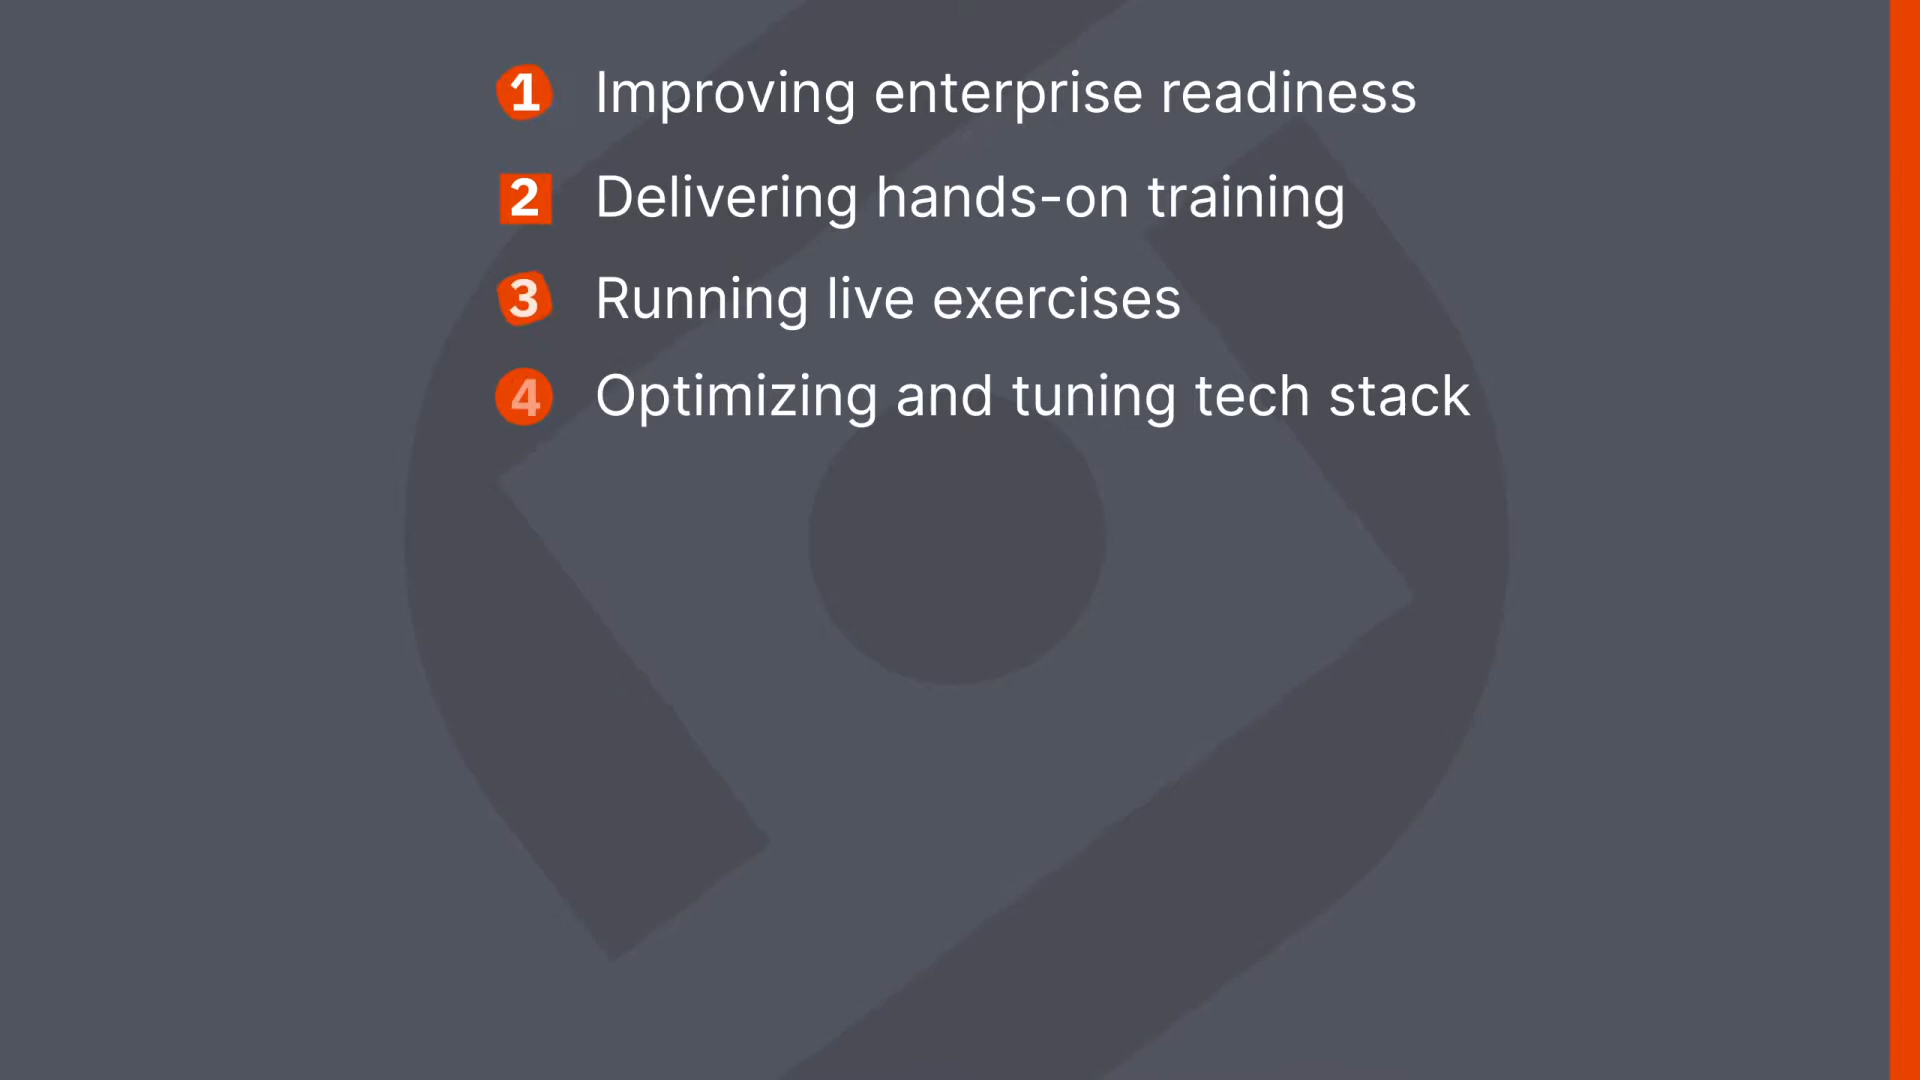 1 Improving enterprise readiness
2 Delivering hands-on training
3 Running live exercises
4 Optimizing and tuning tech stack